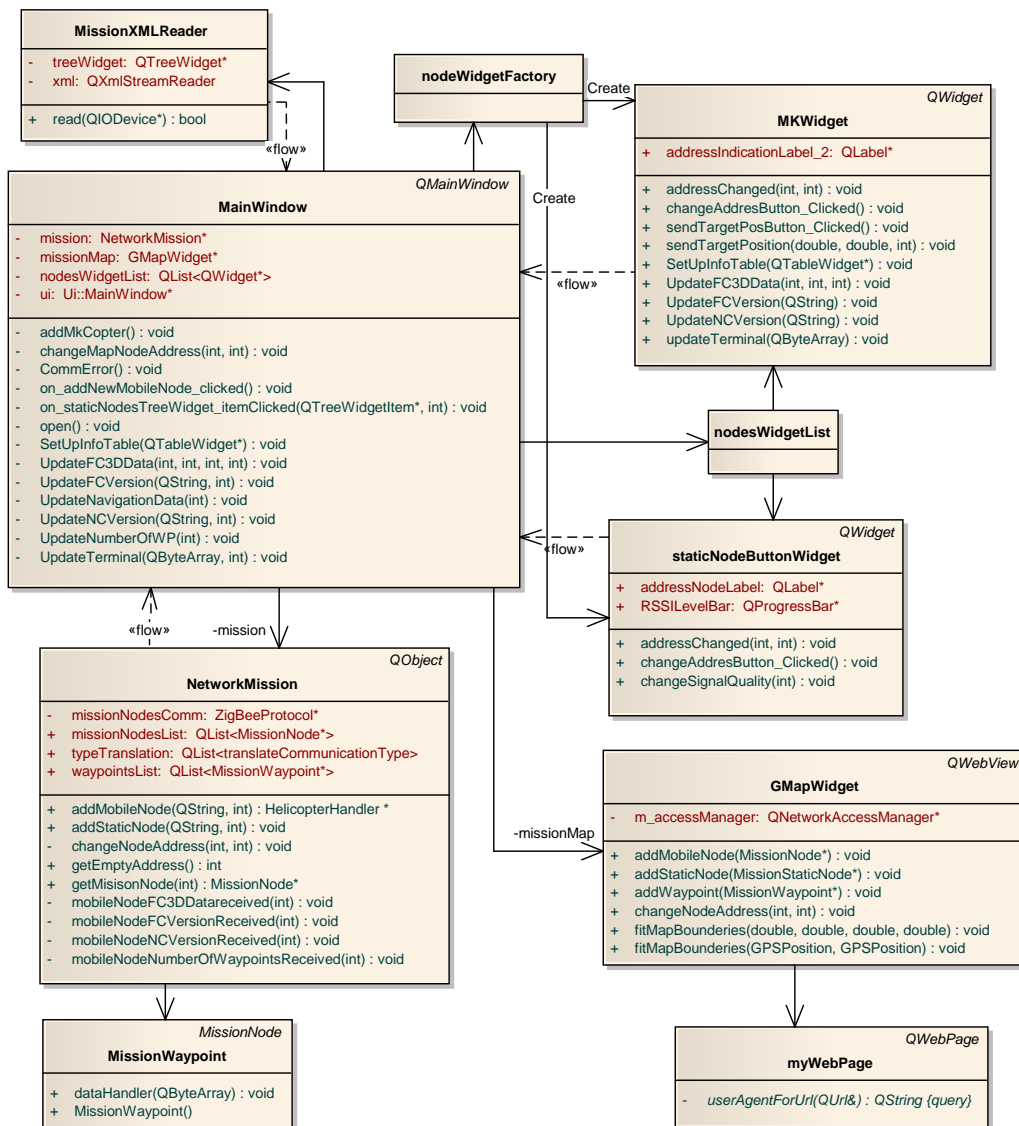 MissionXMLReader
- treeWidget: QTreeWidget*
- xml: QXmlStreamReader
+ read(QIODevice*) : bool
«flow»
nodeWidgetFactory
Create
Create
QWidget
MKWidget
+ addressIndicationLabel_2: QLabel*
+ addressChanged(int, int) : void
+ changeAddresButton_Clicked() : void
+ sendTargetPosButton_Clicked() : void
+ sendTargetPosition(double, double, int) : void
+ SetUpInfoTable(QTableWidget*) : void
+ UpdateFC3DData(int, int, int) : void
+ UpdateFCVersion(QString) : void
+ UpdateNCVersion(QString) : void
+ updateTerminal(QByteArray) : void
QMainWindow
MainWindow
- mission: NetworkMission*
- missionMap: GMapWidget*
- nodesWidgetList: QList<QWidget*>
- ui: Ui::MainWindow*
- addMkCopter() : void
- changeMapNodeAddress(int, int) : void
- CommError() : void
- on_addNewMobileNode_clicked() : void
- on_staticNodesTreeWidget_itemClicked(QTreeWidgetItem*, int) : void
- open() : void
- SetUpInfoTable(QTableWidget*) : void
- UpdateFC3DData(int, int, int, int) : void
- UpdateFCVersion(QString, int) : void
- UpdateNavigationData(int) : void
- UpdateNCVersion(QString, int) : void
- UpdateNumberOfWP(int) : void
- UpdateTerminal(QByteArray, int) : void
«flow»
nodesWidgetList
«flow»
QWidget
staticNodeButtonWidget
+ addressNodeLabel: QLabel*
+ RSSILevelBar: QProgressBar*
+ addressChanged(int, int) : void
+ changeAddresButton_Clicked() : void
+ changeSignalQuality(int) : void
«flow»
-mission
QObject
NetworkMission
- missionNodesComm: ZigBeeProtocol*
+ missionNodesList: QList<MissionNode*>
+ typeTranslation: QList<translateCommunicationType>
+ waypointsList: QList<MissionWaypoint*>
+ addMobileNode(QString, int) : HelicopterHandler *
+ addStaticNode(QString, int) : void
- changeNodeAddress(int, int) : void
+ getEmptyAddress() : int
+ getMisisonNode(int) : MissionNode*
- mobileNodeFC3DDatareceived(int) : void
- mobileNodeFCVersionReceived(int) : void
- mobileNodeNCVersionReceived(int) : void
- mobileNodeNumberOfWaypointsReceived(int) : void
-missionMap
QWebView
GMapWidget
- m_accessManager: QNetworkAccessManager*
+ addMobileNode(MissionNode*) : void
+ addStaticNode(MissionStaticNode*) : void
+ addWaypoint(MissionWaypoint*) : void
+ changeNodeAddress(int, int) : void
+ fitMapBounderies(double, double, double, double) : void
+ fitMapBounderies(GPSPosition, GPSPosition) : void
MissionNode
MissionWaypoint
+ dataHandler(QByteArray) : void
+ MissionWaypoint()
QWebPage
myWebPage
- userAgentForUrl(QUrl&) : QString {query}